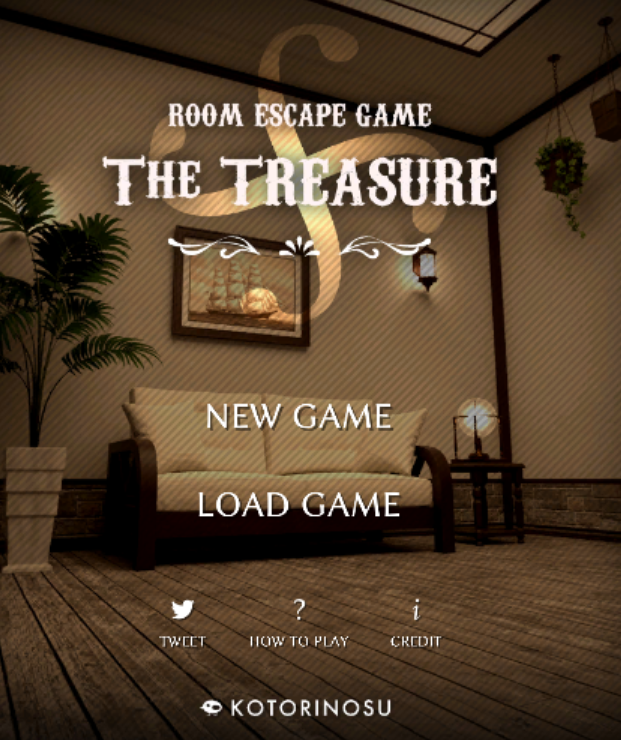 ROOM ESCAPE GAME
THE TREASURE
NEW GAME
LOAD GAME
?
i
TWEET
HOW TO PLAY
CREDIT
KOTORINOSU